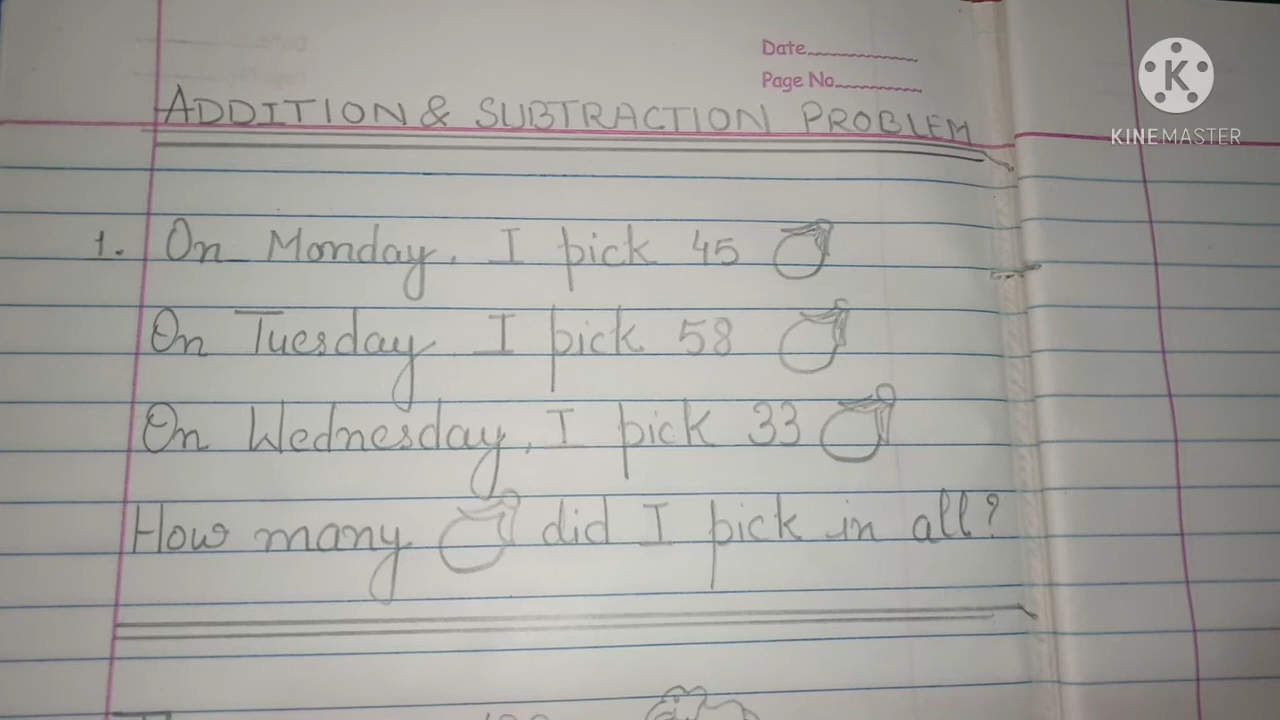 Date
Page No.
K
KINEMASTER
ADDITION & SUBTRACTION PROBLEM
1. On Monday, I pick 45
On Tuesday I pick 58
On Wednesday, I pick 33
How many did I pick in all?